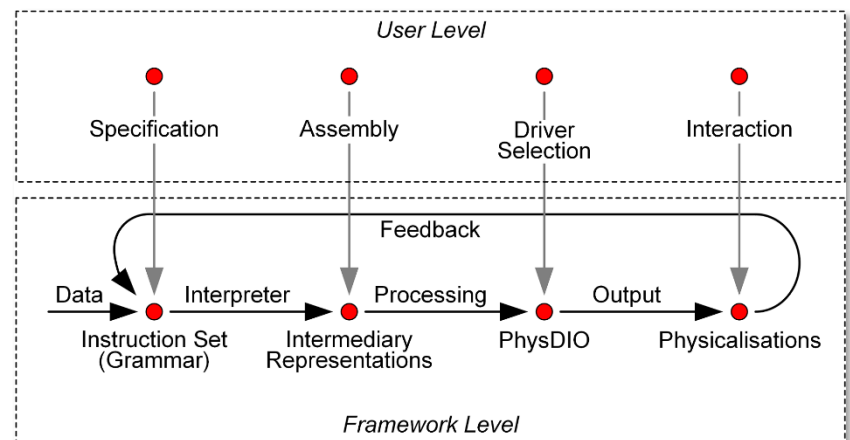 User Level
Specification
Assembly
Driver
Selection
Interaction
Feedback
Data
Interpreter
Processing
Output
Instruction Set
(Grammar)
Intermediary
Representations
PhysDIO
Physicalisations
Framework Level